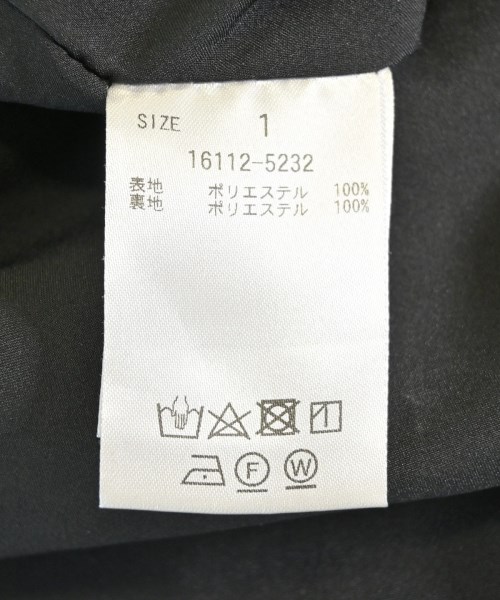 SIZE 1
16112-5232
表地 ポリエステル 100%
裏地 ポリエステル 100%
F W